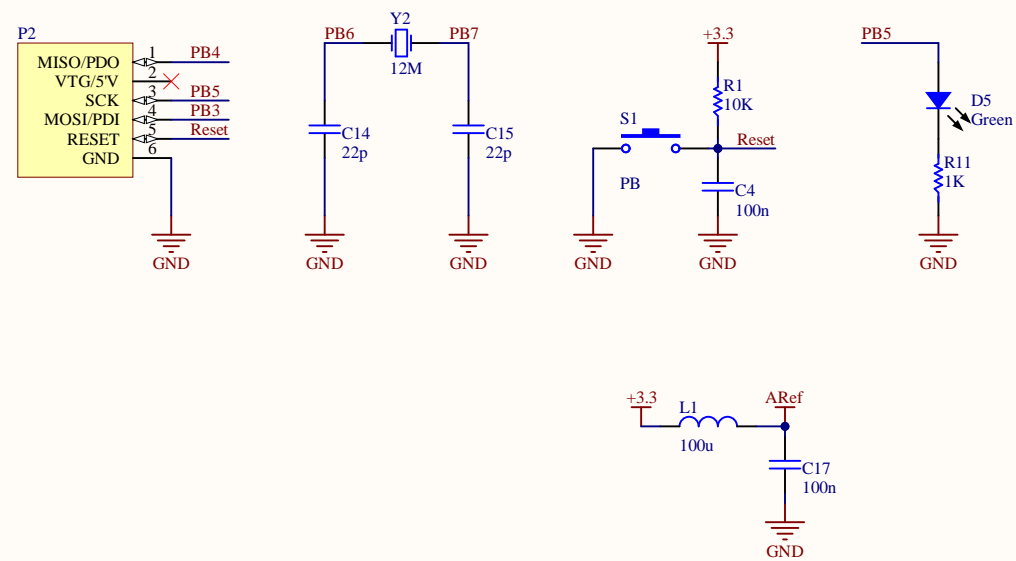 P2
MISO/PDO 1 PB4
VTG/5'V 2
SCK 3 PB5
MOSI/PDI 4 PB3
RESET 5 Reset
GND 6
GND
PB6
Y2
PB7
12M
C14
22p
C15
22p
GND
GND
+3.3
R1
10K
S1
Reset
PB
C4
100n
GND
GND
PB5
D5
Green
R11
1K
GND
+3.3
L1
ARef
100u
C17
100n
GND